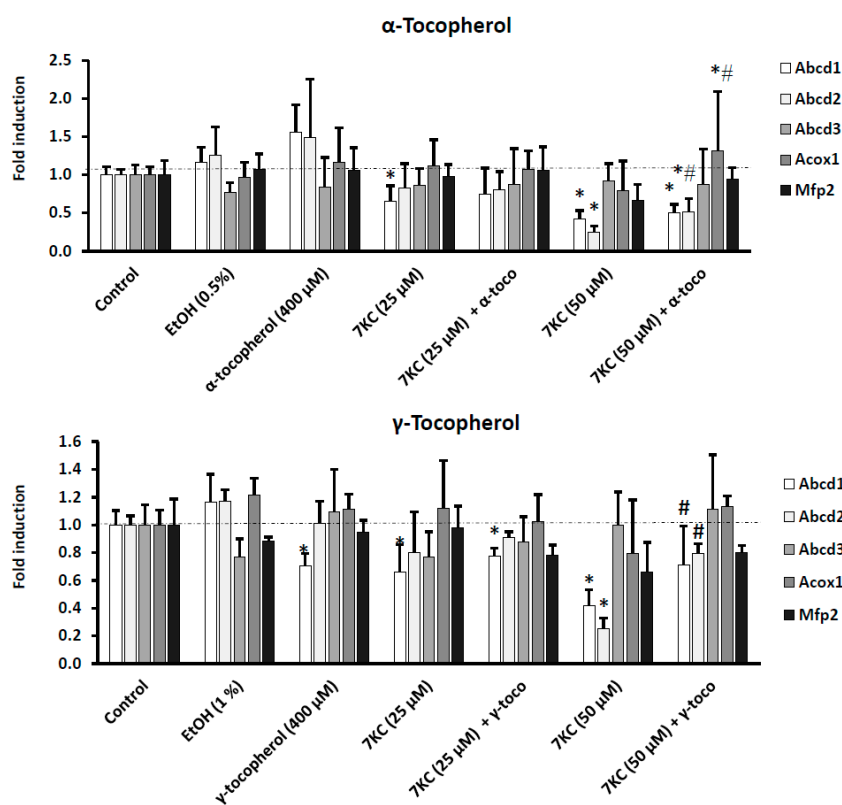 α-Tocopherol
Fold induction
2.5
2.0
1.5
1.0
0.5
0.0
*
*
*
*
*#
*#
Control
EtOH (0.5%)
α-tocopherol (400 μM)
7KC (25 μM)
7KC (25 μM) + α-toco
7KC (50 μM)
7KC (50 μM) + α-toco
Abcd1
Abcd2
Abcd3
Acox1
Mfp2
γ-Tocopherol
Fold induction
1.6
1.4
1.2
1.0
0.8
0.6
0.4
0.2
0.0
*
*
*
*
*
#
#
Control
EtOH (1 %)
γ-tocopherol (400 μM)
7KC (25 μM)
7KC (25 μM) + γ-toco
7KC (50 μM)
7KC (50 μM) + γ-toco
Abcd1
Abcd2
Abcd3
Acox1
Mfp2